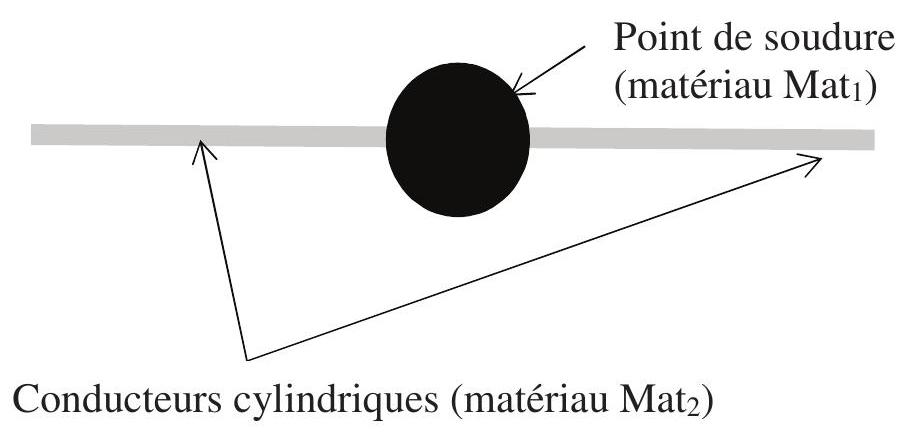 Point de soudure
(matériau Mat₁)
Conducteurs cylindriques (matériau Mat₂)